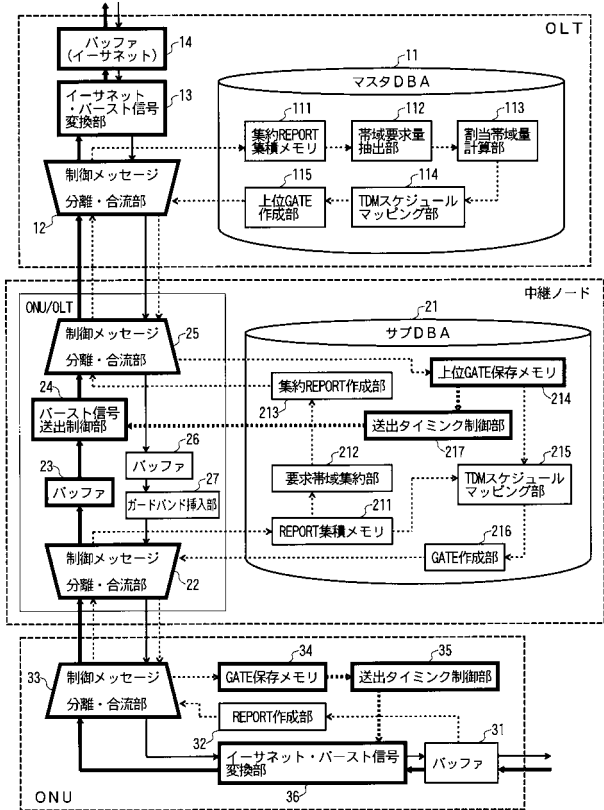 OLT
バッファ
(イーサネット)
14
イーサネット
・バースト信号
変換部
13
制御メッセージ
分離・合流部
12
11
マスタDBA
111
集約REPORT
集積メモリ
112
帯域要求量
抽出部
113
割当帯域量
計算部
115
上位GATE
作成部
114
TDMスケジュール
マッピング部
中継ノード
ONU/OLT
制御メッセージ
分離・合流部
25
24
バースト信号
送出制御部
26
バッファ
23
バッファ
27
ガードバンド挿入部
制御メッセージ
分離・合流部
22
21
サブDBA
上位GATE保存メモリ
214
集約REPORT作成部
213
送出タイミンク制御部
217
212
要求帯域集約部
215
TDMスケジュール
マッピング部
211
REPORT集積メモリ
216
GATE作成部
33
制御メッセージ
分離・合流部
34
GATE保存メモリ
35
送出タイミンク制御部
REPORT作成部
32
イーサネット・バースト信号
変換部
36
31
バッファ
ONU